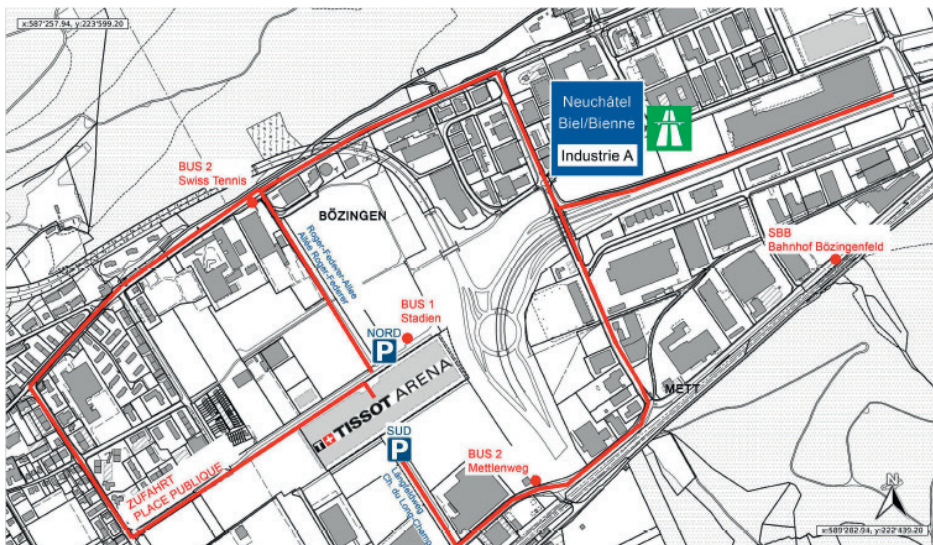 x:587'257.94, y:223'599.20
Neuchâtel
Biel/Bienne
Industrie A
BUS 2
Swiss Tennis
BÖZINGEN
Roger-Federer-Allee
Allée Roger-Federer
SBB
Bahnhof Bözingenfeld
BUS 1
Stadien
NORD
P
METT
T TISSOT ARENA
SUD
P
ZUFAHRT
PLACE PUBLIQUE
BUS 2
Mettlenweg
Längfeldweg
Ch. du Long-Champ
N
x:589'282.94, y:222'439.20